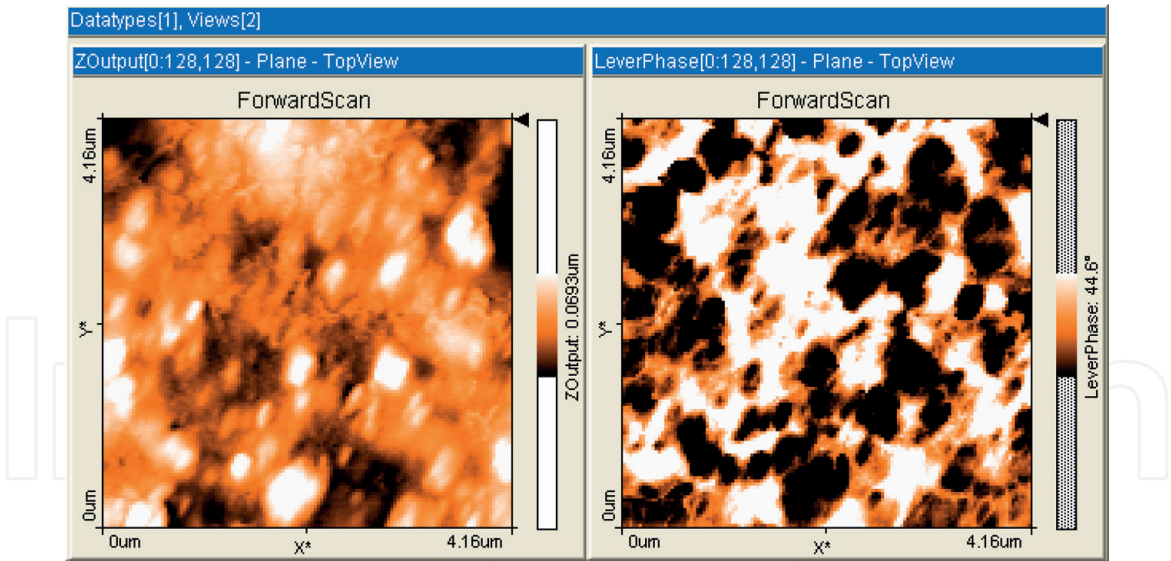 Datatypes[1], Views[2]
ZOutput[0:128,128] - Plane - TopView
ForwardScan
4.16um
Y*
0um
0um
X*
4.16um
ZOutput: 0.0693um
LeverPhase[0:128,128] - Plane - TopView
ForwardScan
4.16um
Y*
0um
0um
X*
4.16um
LeverPhase: 44.6°